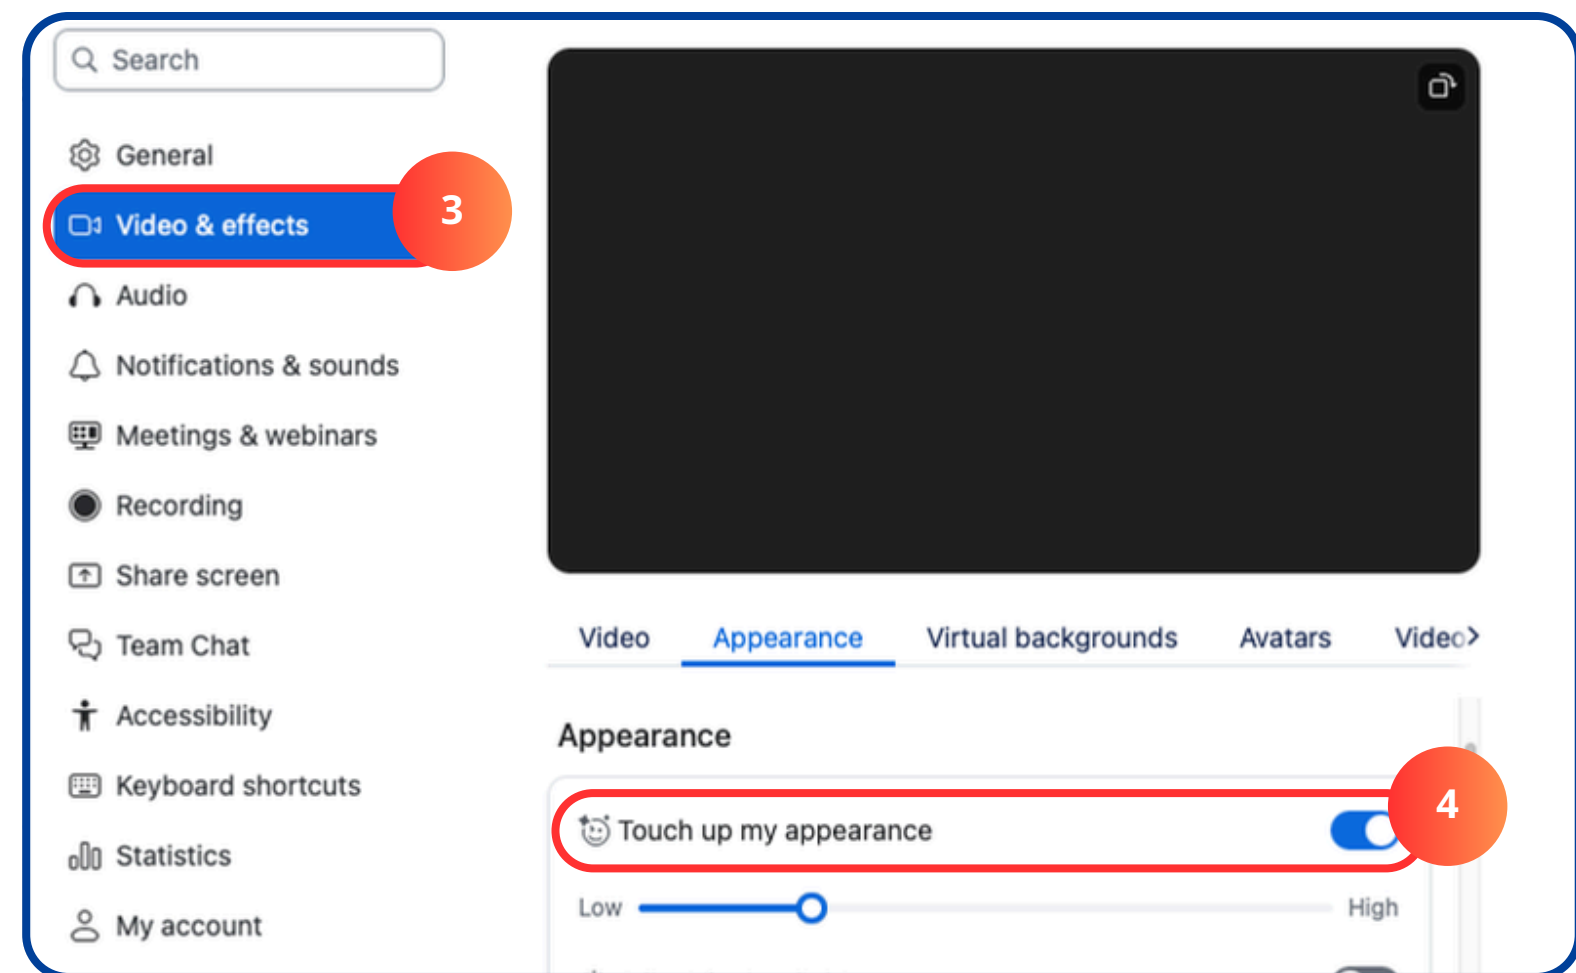 Search
General
Video & effects
3
Audio
Notifications & sounds
Meetings & webinars
Recording
Share screen
Team Chat
Accessibility
Keyboard shortcuts
Statistics
My account
Video Appearance Virtual backgrounds Avatars Video
Appearance
Touch up my appearance
4
Low High